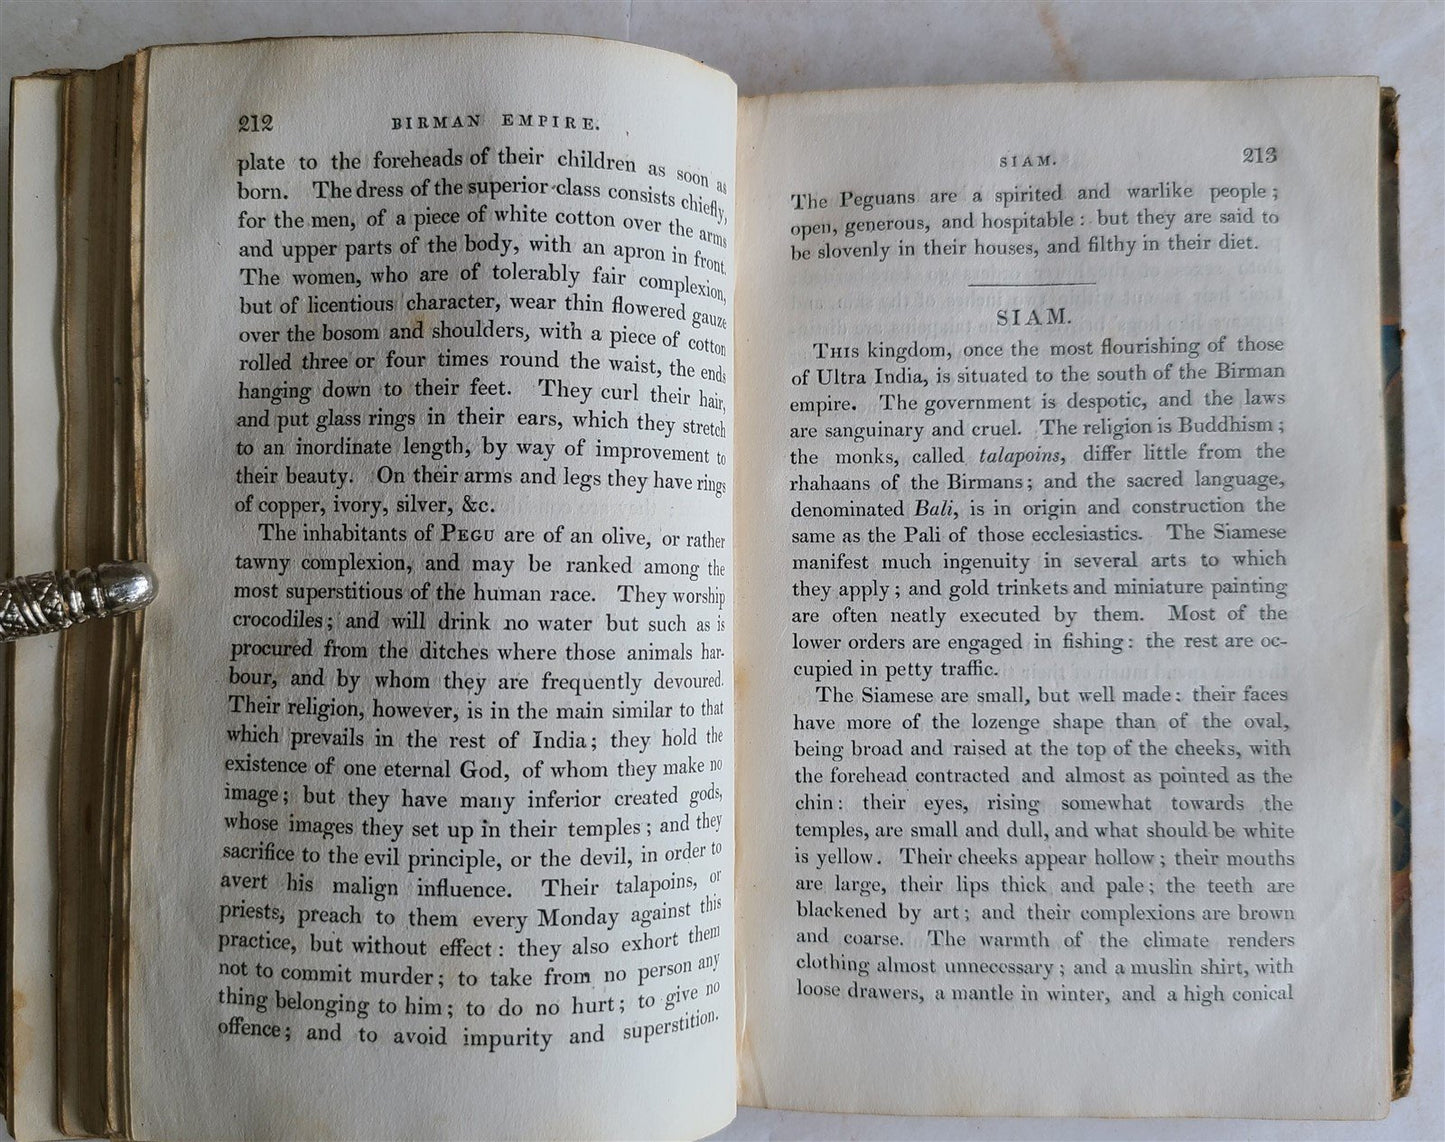 212 BIRMAN EMPIRE.
plate to the foreheads of their children as soon as
born. The dress of the superior class consists chiefly,
for the men, of a piece of white cotton over the arms
and upper parts of the body, with an apron in front.
The women, who are of tolerably fair complexion,
but of licentious character, wear thin flowered gauze
over the bosom and shoulders, with a piece of cotton
rolled three or four times round the waist, the ends
hanging down to their feet. They curl their hair,
and put glass rings in their ears, which they stretch
to an inordinate length, by way of improvement to
their beauty. On their arms and legs they have rings
of copper, ivory, silver, &c.
The inhabitants of PEGU are of an olive, or rather
tawny complexion, and may be ranked among the
most superstitious of the human race. They worship
crocodiles; and will drink no water but such as is
procured from the ditches where those animals har-
bour, and by whom they are frequently devoured.
Their religion, however, is in the main similar to that
which prevails in the rest of India; they hold the
existence of one eternal God, of whom they make no
image; but they have many inferior created gods,
whose images they set up in their temples; and they
sacrifice to the evil principle, or the devil, in order to
avert his malign influence. Their talapoins, or
priests, preach to them every Monday against this
practice, but without effect: they also exhort them
not to commit murder; to take from no person any
thing belonging to him; to do no hurt; to give no
offence; and to avoid impurity and superstition.
SIAM. 213
The Peguans are a spirited and warlike people;
open, generous, and hospitable: but they are said to
be slovenly in their houses, and filthy in their diet.
SIAM.
THIS kingdom, once the most flourishing of those
of Ultra India, is situated to the south of the Birman
empire. The government is despotic, and the laws
are sanguinary and cruel. The religion is Buddhism;
the monks, called talapoins, differ little from the
rhahaans of the Birmans; and the sacred language,
denominated Bali, is in origin and construction the
same as the Pali of those ecclesiastics. The Siamese
manifest much ingenuity in several arts to which
they apply; and gold trinkets and miniature painting
are often neatly executed by them. Most of the
lower orders are engaged in fishing: the rest are oc-
cupied in petty traffic.
The Siamese are small, but well made: their faces
have more of the lozenge shape than of the oval,
being broad and raised at the top of the cheeks, with
the forehead contracted and almost as pointed as the
chin: their eyes, rising somewhat towards the
temples, are small and dull, and what should be white
is yellow. Their cheeks appear hollow; their mouths
are large, their lips thick and pale; the teeth are
blackened by art; and their complexions are brown
and coarse. The warmth of the climate renders
clothing almost unnecessary; and a muslin shirt, with
loose drawers, a mantle in winter, and a high conical